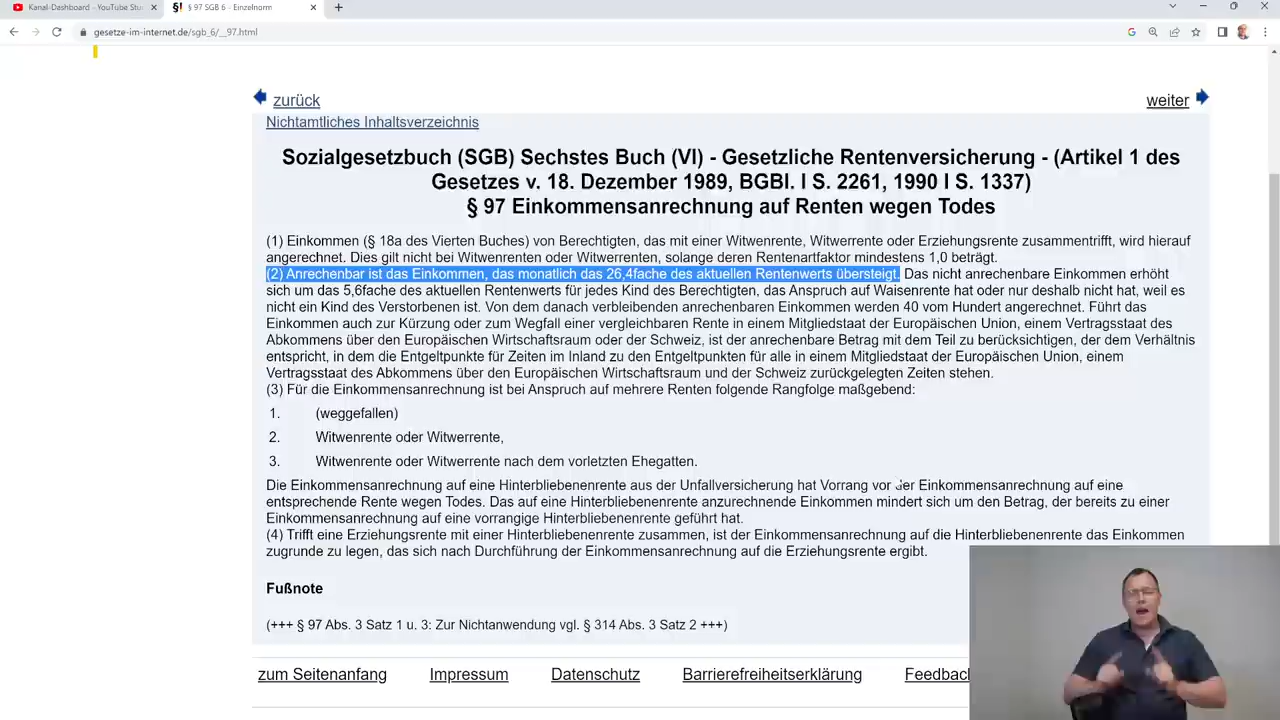 Kanal-Dashboard - YouTube Stu
§ 97 SGB 6 - Einzelnorm
gesetze-im-internet.de/sgb_6/__97.html
zurück
weiter
Nichtamtliches Inhaltsverzeichnis
Sozialgesetzbuch (SGB) Sechstes Buch (VI) - Gesetzliche Rentenversicherung - (Artikel 1 des
Gesetzes v. 18. Dezember 1989, BGBl. I S. 2261, 1990 I S. 1337)
§ 97 Einkommensanrechnung auf Renten wegen Todes
(1) Einkommen (§ 18a des Vierten Buches) von Berechtigten, das mit einer Witwenrente, Witwerrente oder Erziehungsrente zusammentrifft, wird hierauf
angerechnet. Dies gilt nicht bei Witwenrenten oder Witwerrenten, solange deren Rentenartfaktor mindestens 1,0 beträgt.
(2) Anrechenbar ist das Einkommen, das monatlich das 26,4fache des aktuellen Rentenwerts übersteigt. Das nicht anrechenbare Einkommen erhöht
sich um das 5,6fache des aktuellen Rentenwerts für jedes Kind des Berechtigten, das Anspruch auf Waisenrente hat oder nur deshalb nicht hat, weil es
nicht ein Kind des Verstorbenen ist. Von dem danach verbleibenden anrechenbaren Einkommen werden 40 vom Hundert angerechnet. Führt das
Einkommen auch zur Kürzung oder zum Wegfall einer vergleichbaren Rente in einem Mitgliedstaat der Europäischen Union, einem Vertragsstaat des
Abkommens über den Europäischen Wirtschaftsraum oder der Schweiz, ist der anrechenbare Betrag mit dem Teil zu berücksichtigen, der dem Verhältnis
entspricht, in dem die Entgeltpunkte für Zeiten im Inland zu den Entgeltpunkten für alle in einem Mitgliedstaat der Europäischen Union, einem
Vertragsstaat des Abkommens über den Europäischen Wirtschaftsraum und der Schweiz zurückgelegten Zeiten stehen.
(3) Für die Einkommensanrechnung ist bei Anspruch auf mehrere Renten folgende Rangfolge maßgebend:
1. (weggefallen)
2. Witwenrente oder Witwerrente,
3. Witwenrente oder Witwerrente nach dem vorletzten Ehegatten.
Die Einkommensanrechnung auf eine Hinterbliebenenrente aus der Unfallversicherung hat Vorrang vor der Einkommensanrechnung auf eine
entsprechende Rente wegen Todes. Das auf eine Hinterbliebenenrente anzurechnende Einkommen mindert sich um den Betrag, der bereits zu einer
Einkommensanrechnung auf eine vorrangige Hinterbliebenenrente geführt hat.
(4) Trifft eine Erziehungsrente mit einer Hinterbliebenenrente zusammen, ist der Einkommensanrechnung auf die Hinterbliebenenrente das Einkommen
zugrunde zu legen, das sich nach Durchführung der Einkommensanrechnung auf die Erziehungsrente ergibt.
Fußnote
(+++ § 97 Abs. 3 Satz 1 u. 3: Zur Nichtanwendung vgl. § 314 Abs. 3 Satz 2 +++)
zum Seitenanfang Impressum Datenschutz Barrierefreiheitserklärung Feedbac